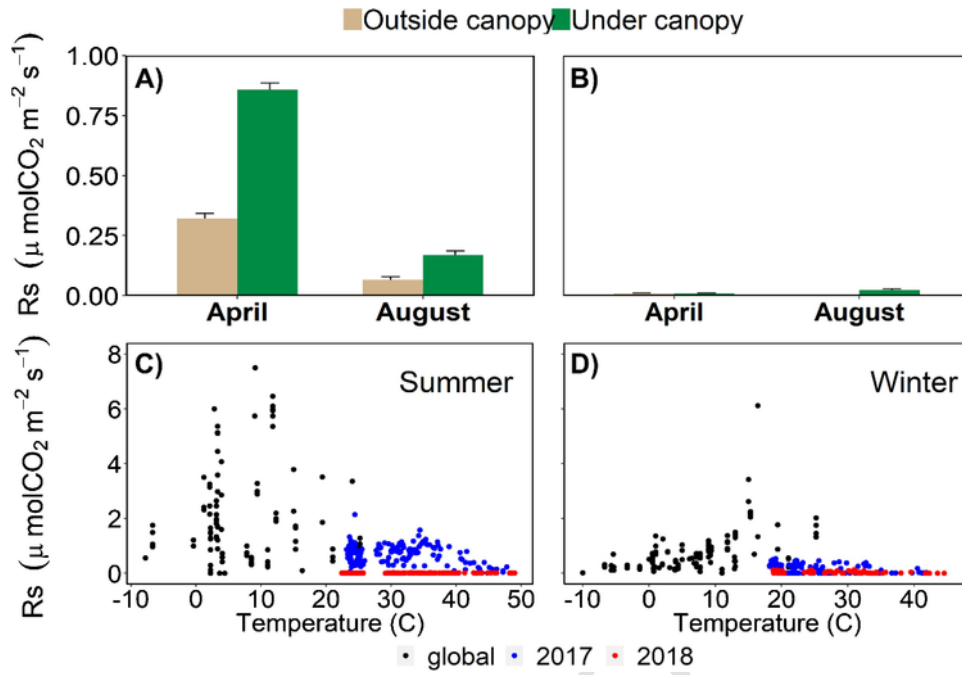 Outside canopy Under canopy
A) B)
Rs (μ molCO₂ m⁻² s⁻¹)
1.00
0.75
0.50
0.25
0.00
April August April August
C) Summer D) Winter
Rs (μ molCO₂ m⁻² s⁻¹)
8
6
4
2
0
-10 0 10 20 30 40 50 -10 0 10 20 30 40
Temperature (C) Temperature (C)
global 2017 2018